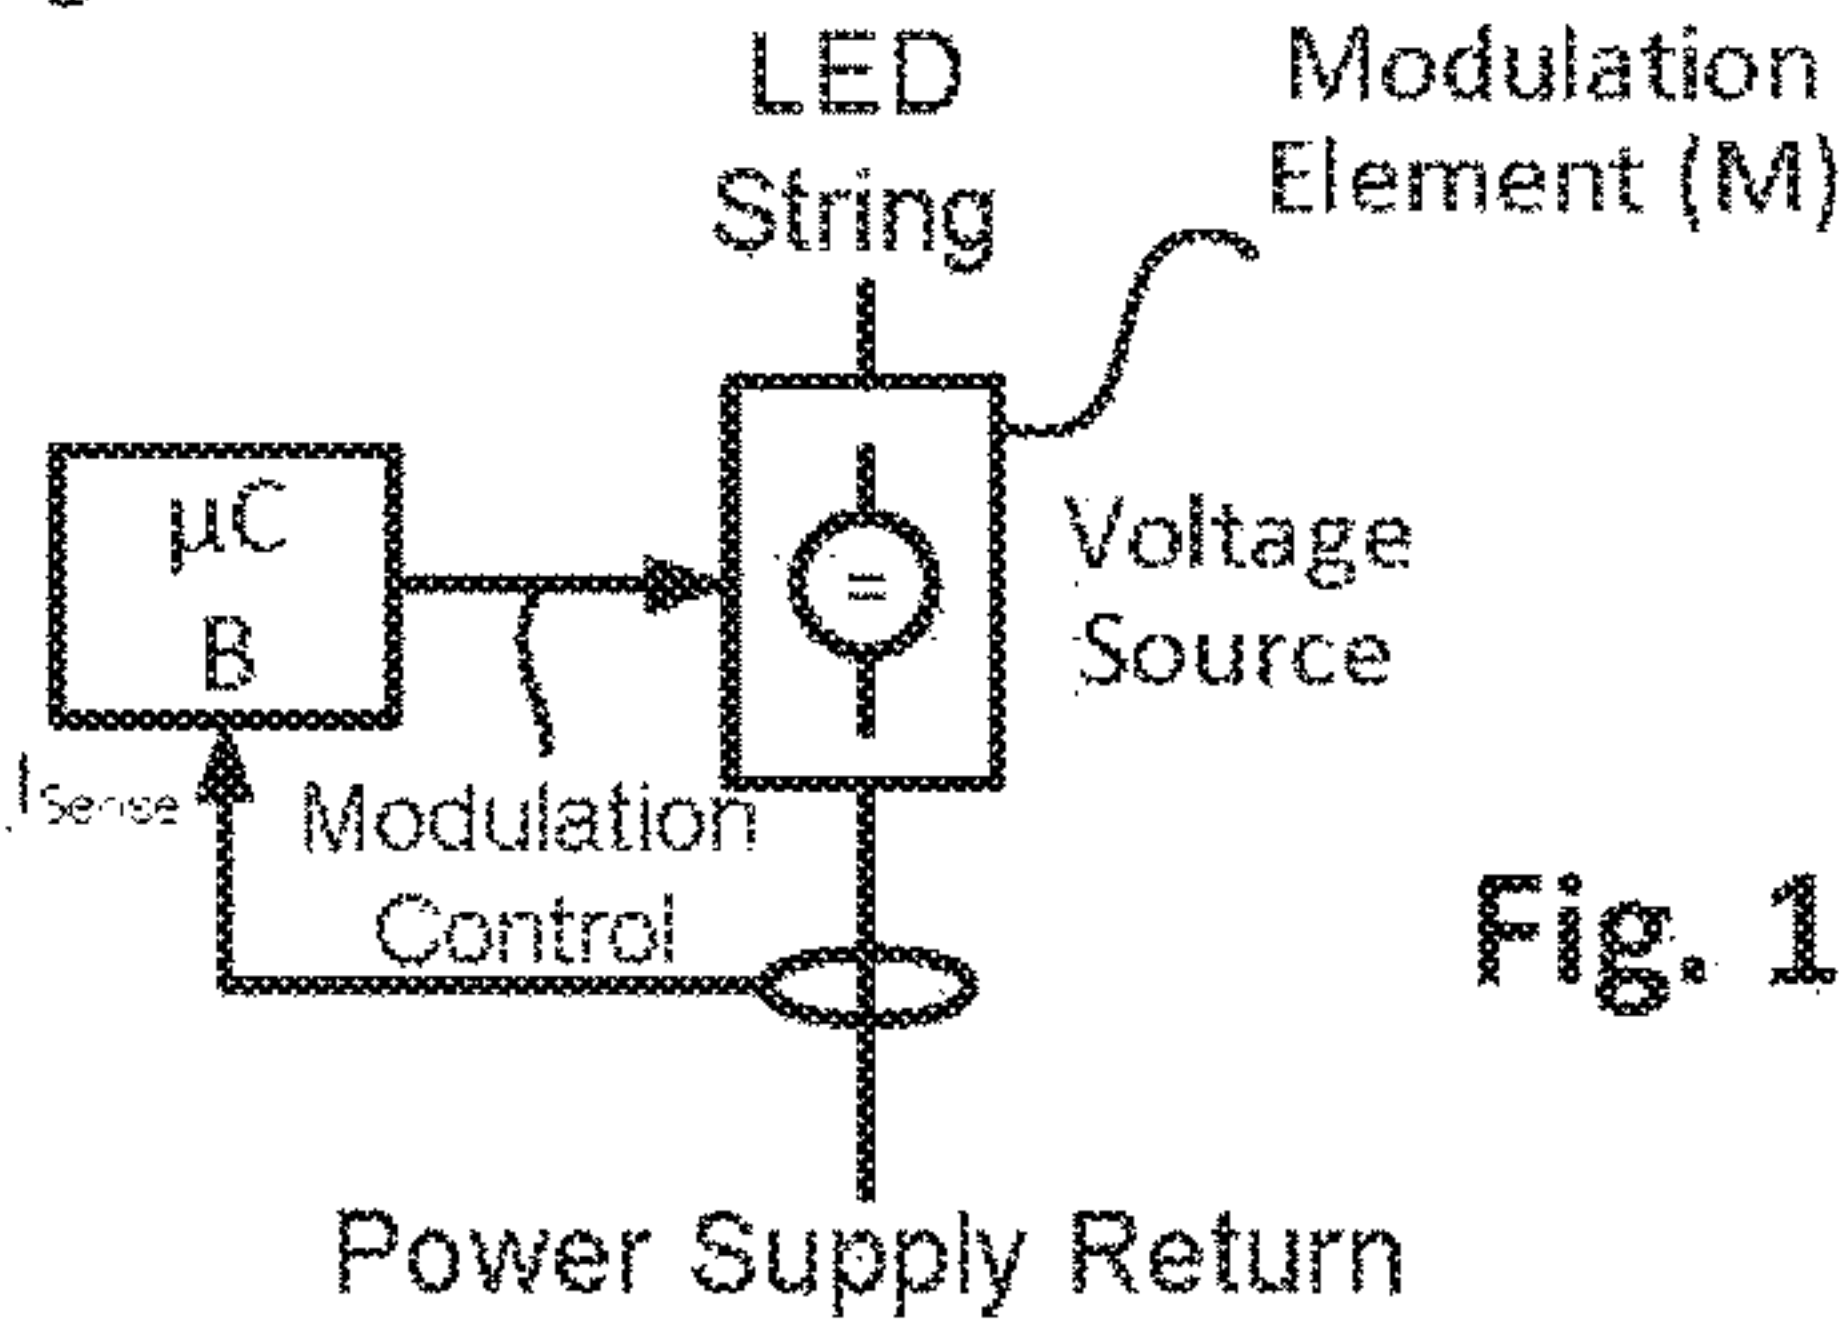 LED
String
Modulation
Element (M)
µC
B
Voltage
Source
I Sense
Modulation
Control
Fig. 1
Power Supply Return